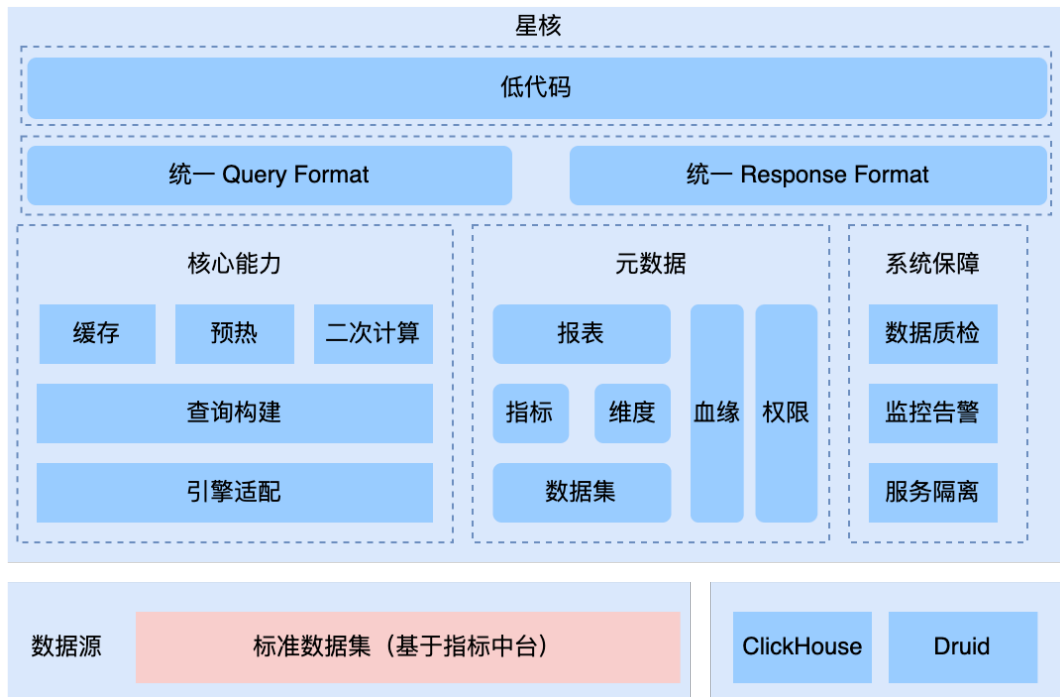 星核
低代码
统一 Query Format
统一 Response Format
核心能力
缓存
预热
二次计算
查询构建
引擎适配
元数据
报表
指标
维度
数据集
血缘
权限
系统保障
数据质检
监控告警
服务隔离
数据源
标准数据集（基于指标中台）
ClickHouse
Druid